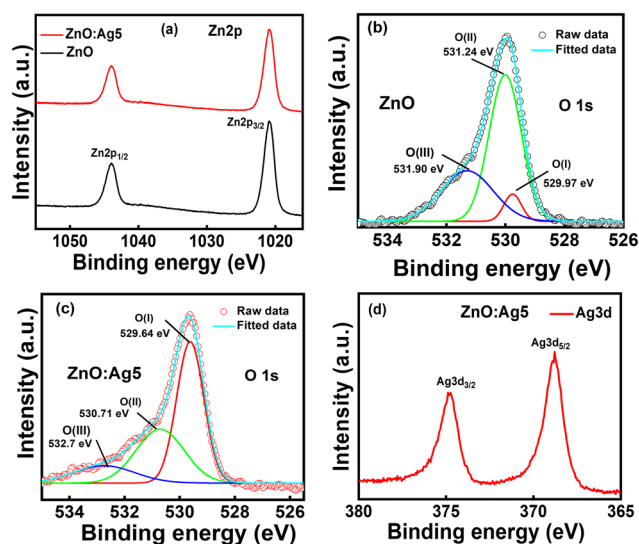 ZnO:Ag5
ZnO
(a)
Zn2p
Zn2p1/2
Zn2p3/2
Intensity (a.u.)
1050 1040 1030 1020
Binding energy (eV)
(b)
O(II)
531.24 eV
Raw data
Fitted data
ZnO
O 1s
O(III)
531.90 eV
O(I)
529.97 eV
Intensity (a.u.)
534 532 530 528 526
Binding energy (eV)
(c)
O(I)
529.64 eV
Raw data
Fitted data
ZnO:Ag5
O 1s
O(II)
530.71 eV
O(III)
532.7 eV
Intensity (a.u.)
534 532 530 528 526
Binding energy (eV)
(d)
ZnO:Ag5
Ag3d
Ag3d5/2
Ag3d3/2
Intensity (a.u.)
380 375 370 365
Binding energy (eV)